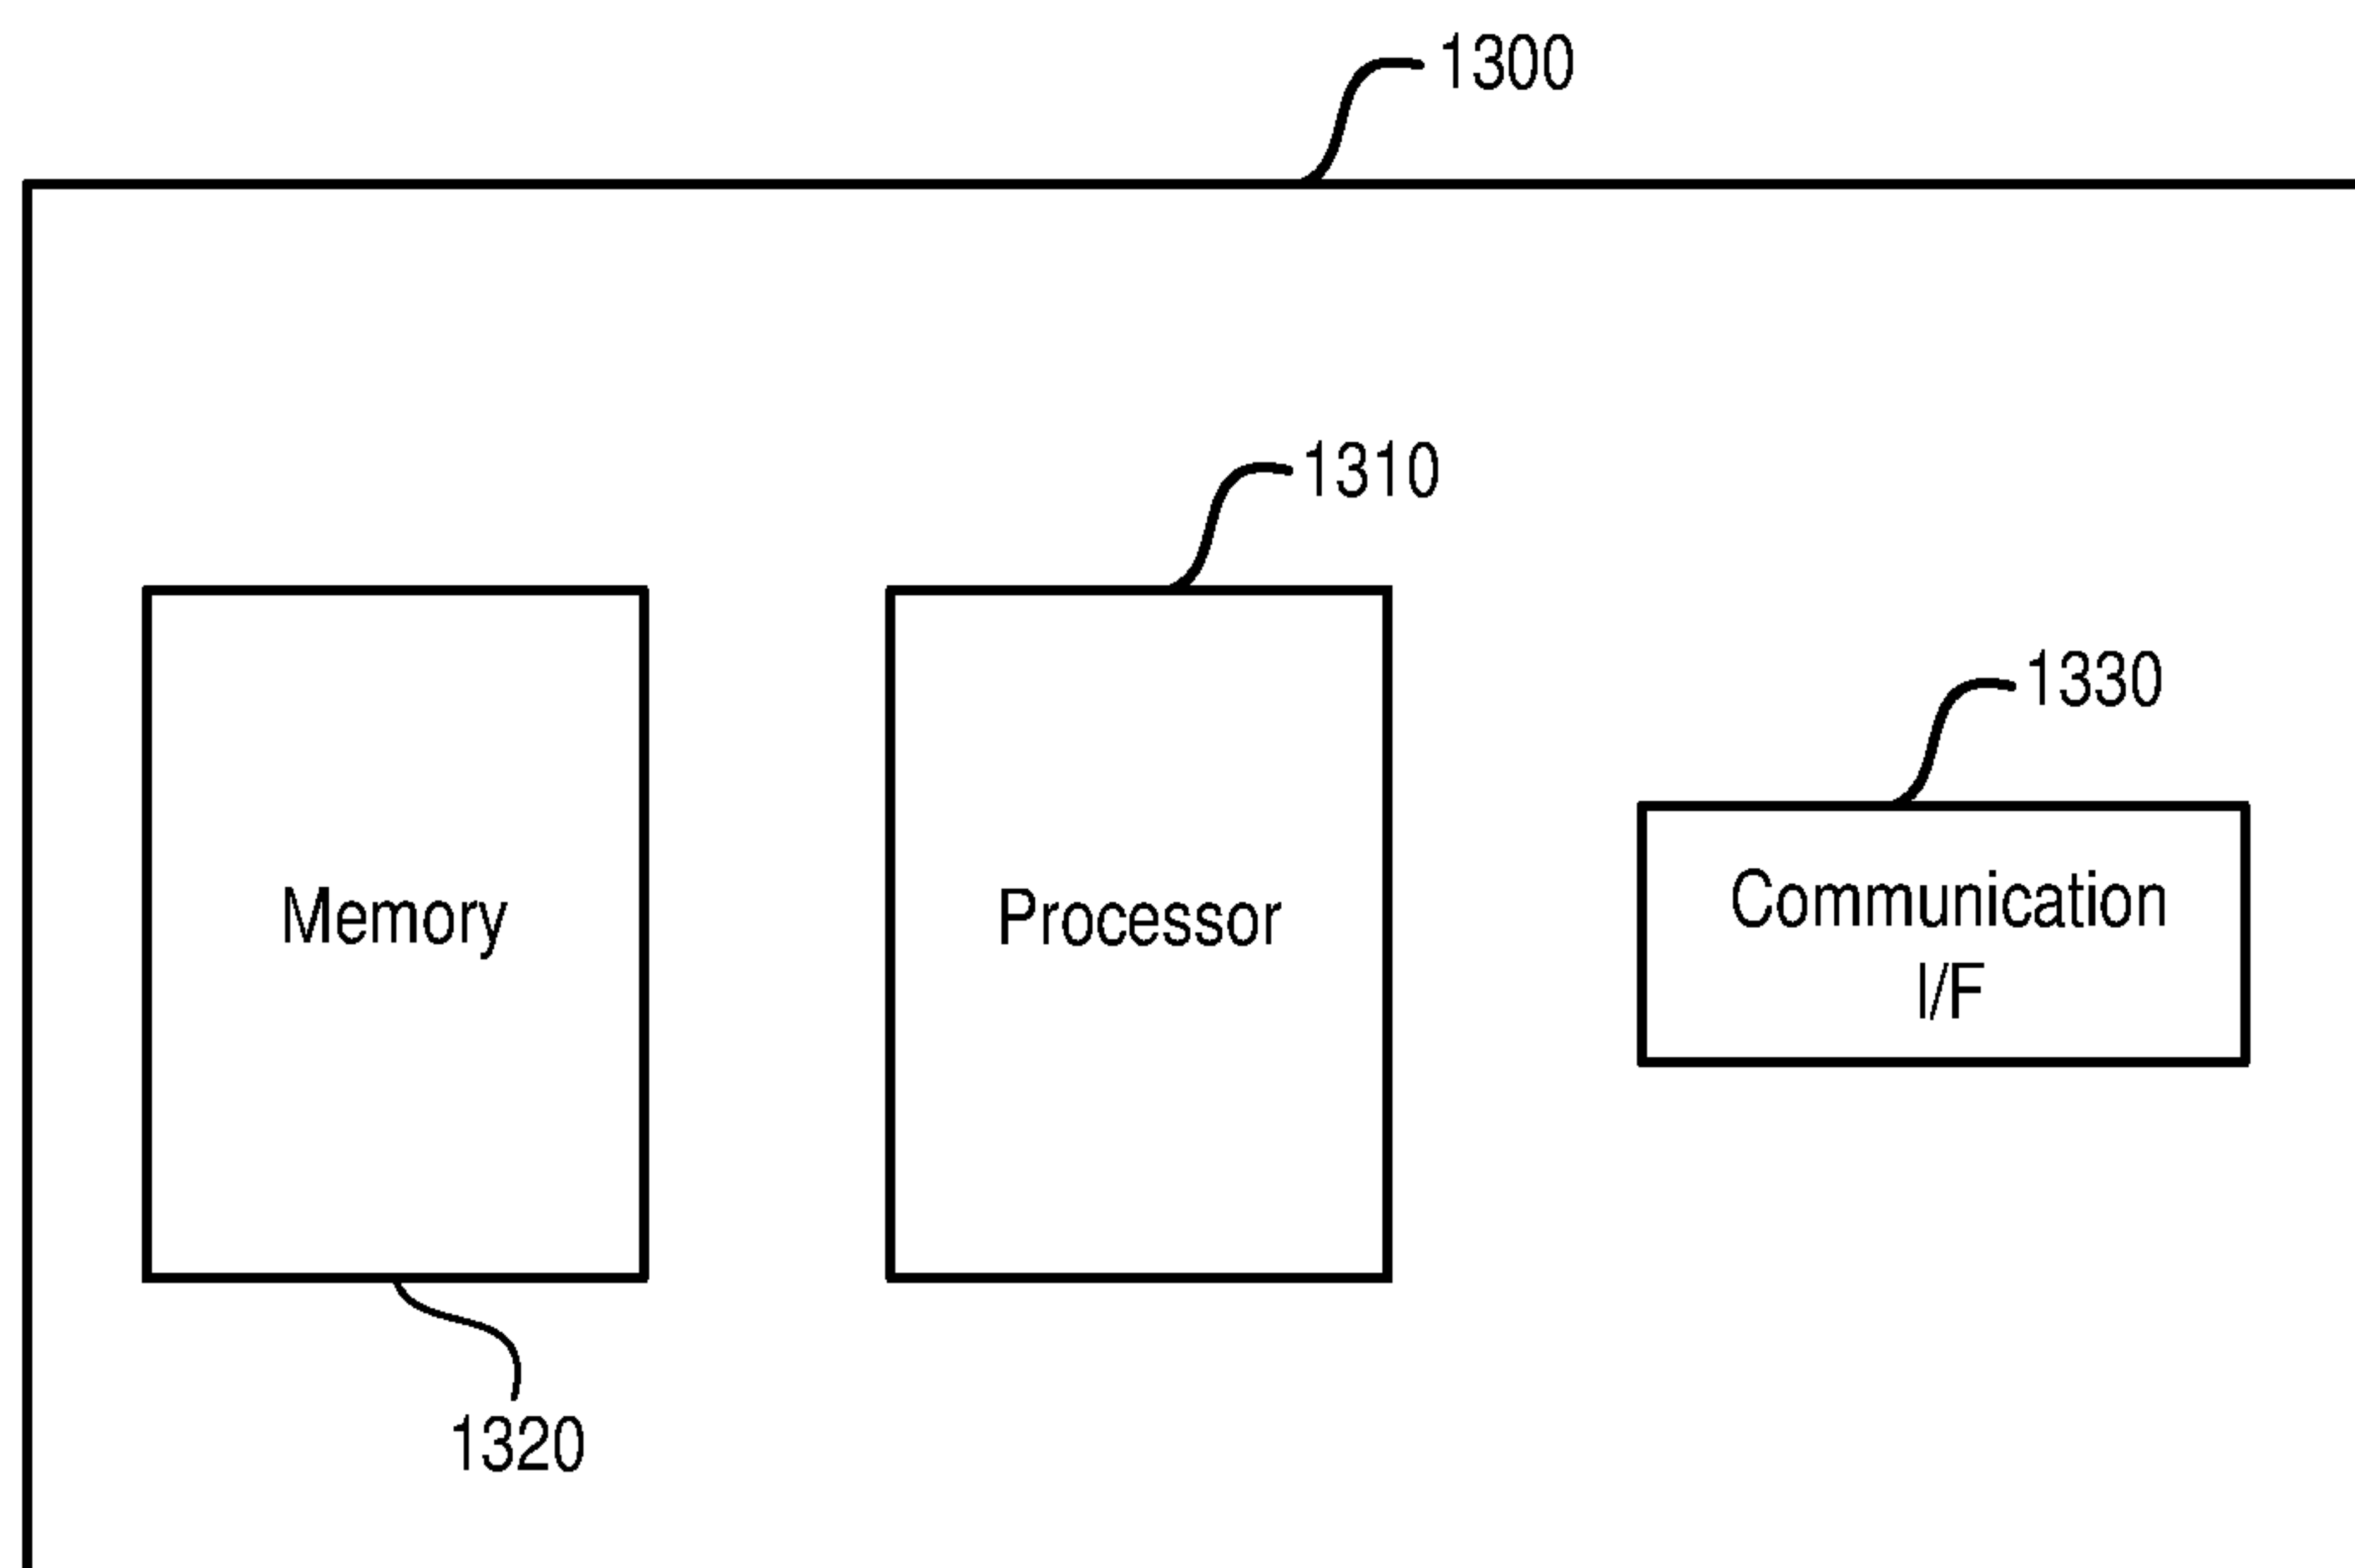 1300
1310
1330
Memory
Processor
Communication
I/F
1320